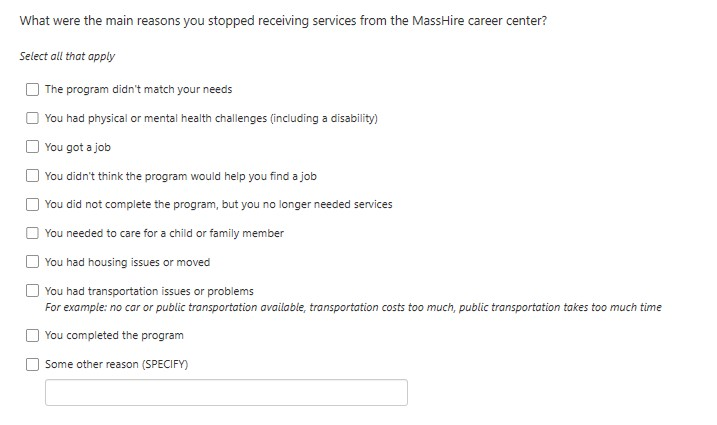 What were the main reasons you stopped receiving services from the MassHire career center?
Select all that apply
The program didn't match your needs
You had physical or mental health challenges (including a disability)
You got a job
You didn't think the program would help you find a job
You did not complete the program, but you no longer needed services
You needed to care for a child or family member
You had housing issues or moved
You had transportation issues or problems
For example: no car or public transportation available, transportation costs too much, public transportation takes too much time
You completed the program
Some other reason (SPECIFY)